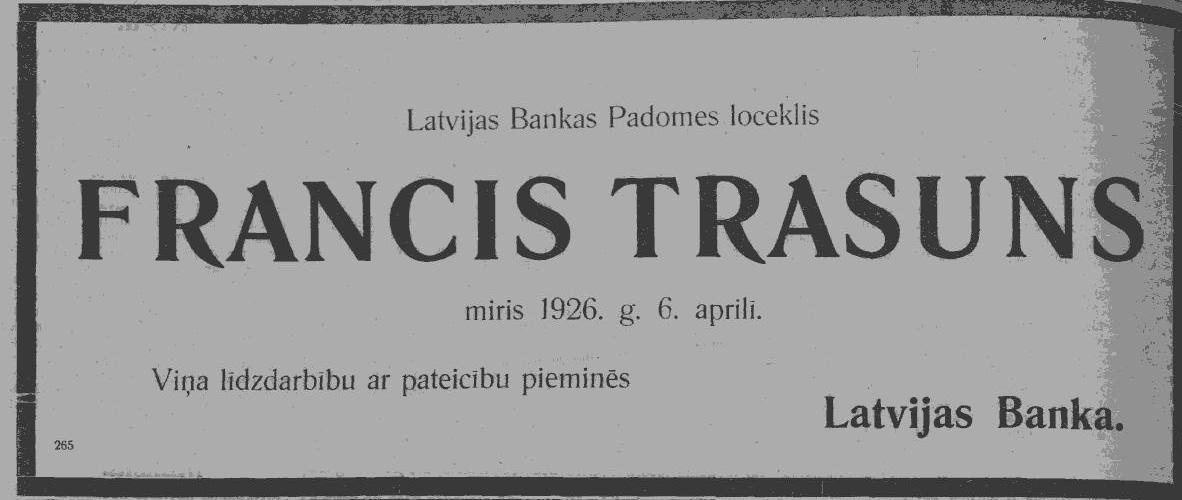 Latvijas Bankas Padomes loceklis
FRANCIS TRASUNS
miris 1926. g. 6. aprilī.
Viņa līdzdarbību ar pateicību pieminēs
Latvijas Banka.
265